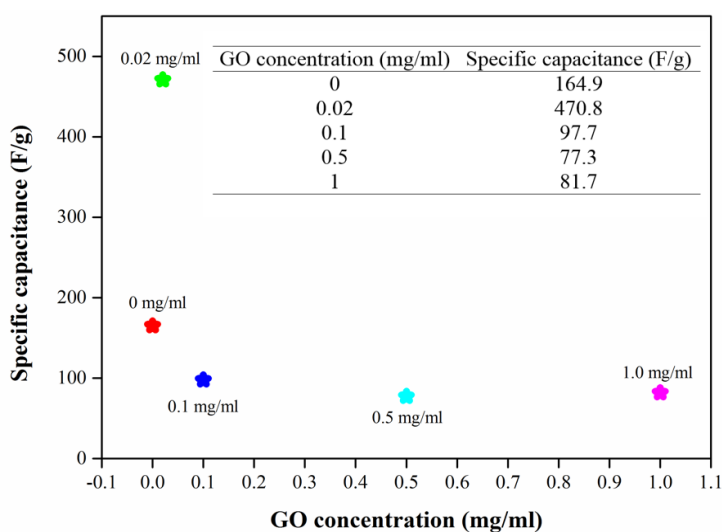 500
400
300
200
100
0
Specific capacitance (F/g)
0.02 mg/ml
GO concentration (mg/ml) Specific capacitance (F/g)
0 164.9
0.02 470.8
0.1 97.7
0.5 77.3
1 81.7
0 mg/ml
0.1 mg/ml
0.5 mg/ml
1.0 mg/ml
-0.1 0.0 0.1 0.2 0.3 0.4 0.5 0.6 0.7 0.8 0.9 1.0 1.1
GO concentration (mg/ml)